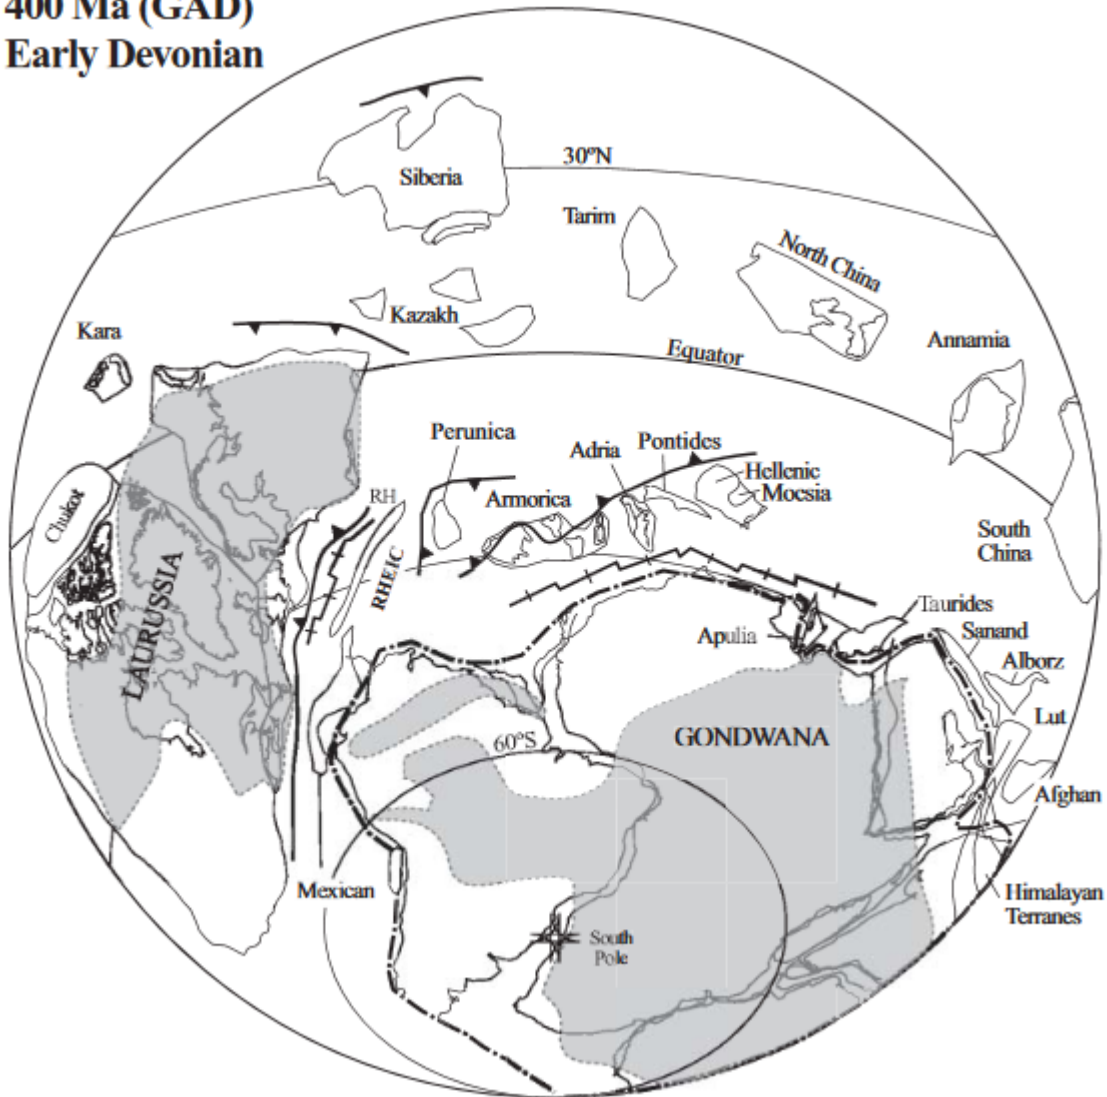 400 Ma (GAD)
Early Devonian
30ºN
Siberia
Tarim
North China
Kazakh
Kara
Equator
Annamia
Perunica
Adria
Pontides
Hellenic
Moesia
Armorica
RH
RHEIC
Chukot
South
China
LAURUSSIA
Taurides
Apulia
Sanand
Alborz
Lut
GONDWANA
60ºS
Afghan
Mexican
Himalayan
Terranes
South
Pole